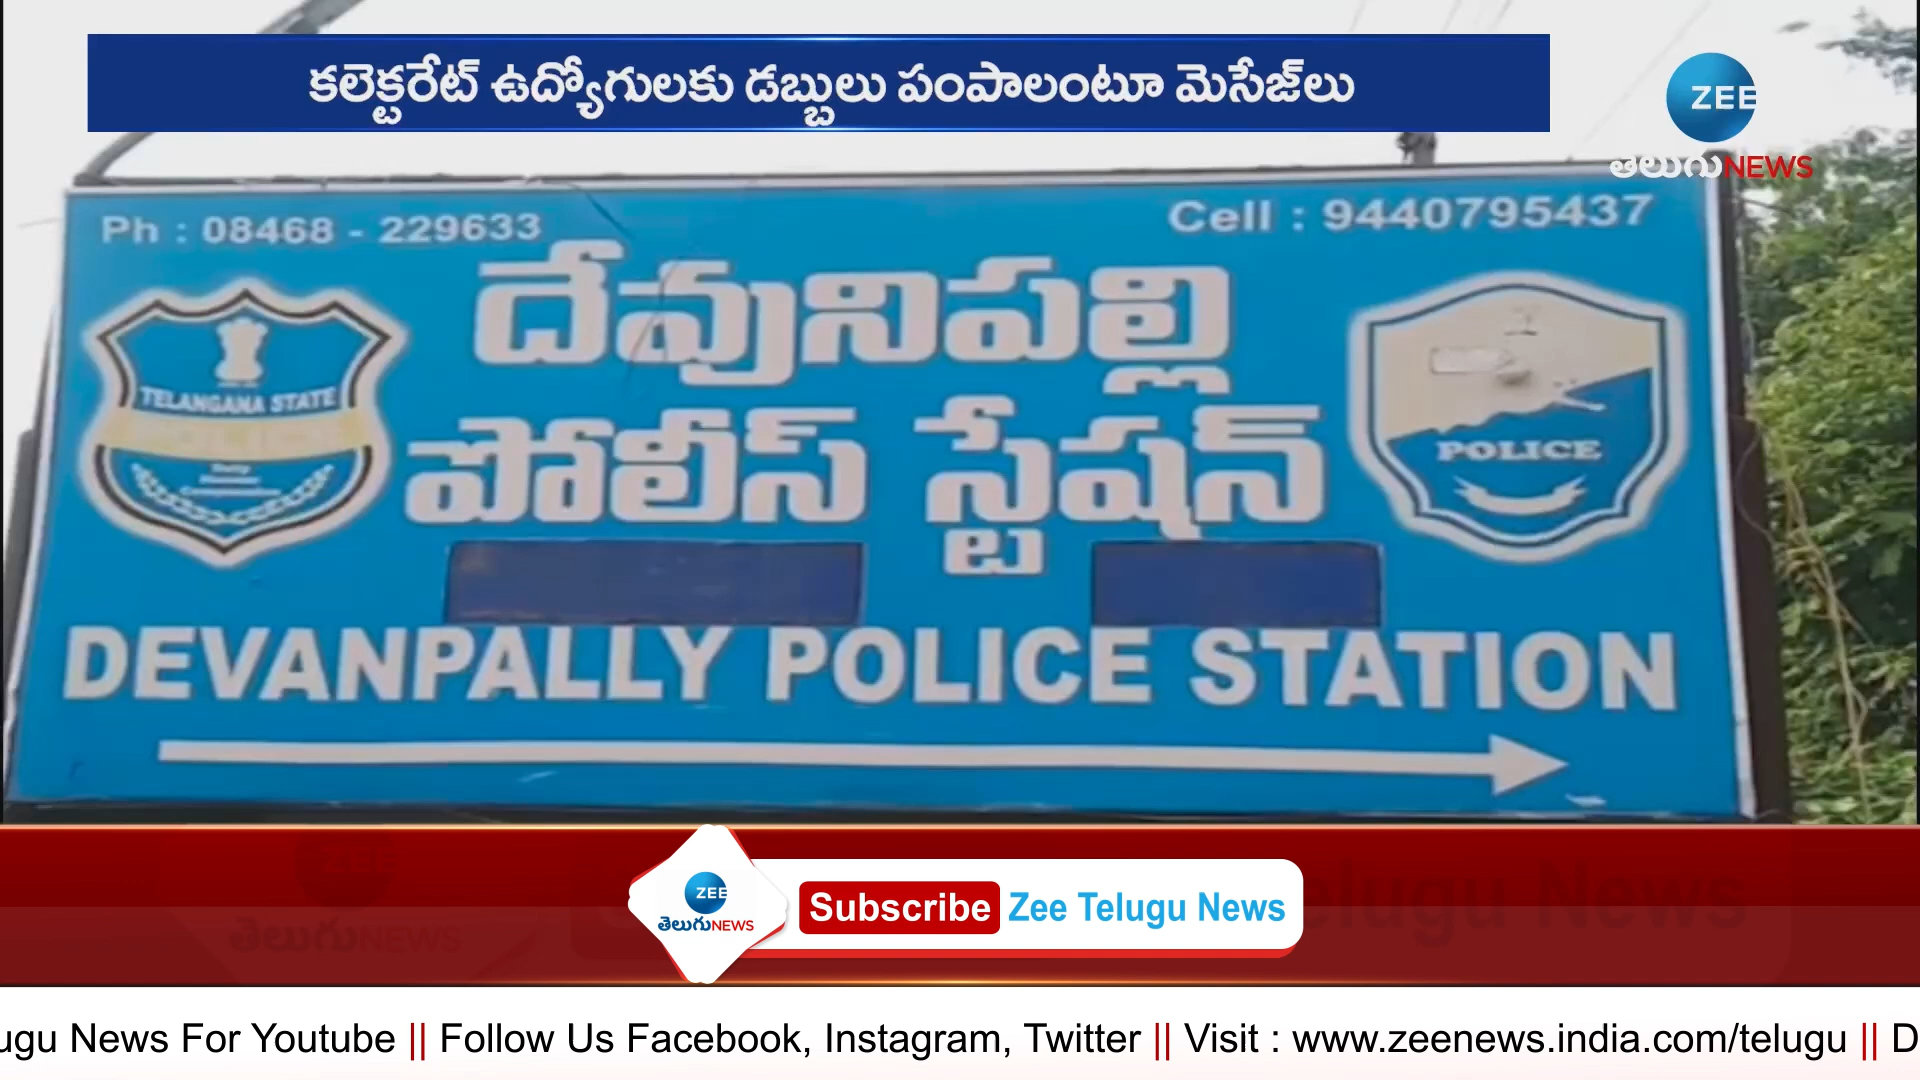 కలెక్టరేట్ ఉద్యోగులకు డబ్బులు పంపాలంటూ మెసేజ్‌లు
ZEE
తెలుగు NEWS
Ph : 08468 - 229633
Cell : 9440795437
దేవునిపల్లి
TELANGANA STATE
POLICE
పోలీస్ స్టేషన్
POLICE
DEVANPALLY POLICE STATION
ZEE
తెలుగు NEWS
Subscribe Zee Telugu News
ugu News For Youtube || Follow Us Facebook, Instagram, Twitter || Visit : www.zeenews.india.com/telugu || D